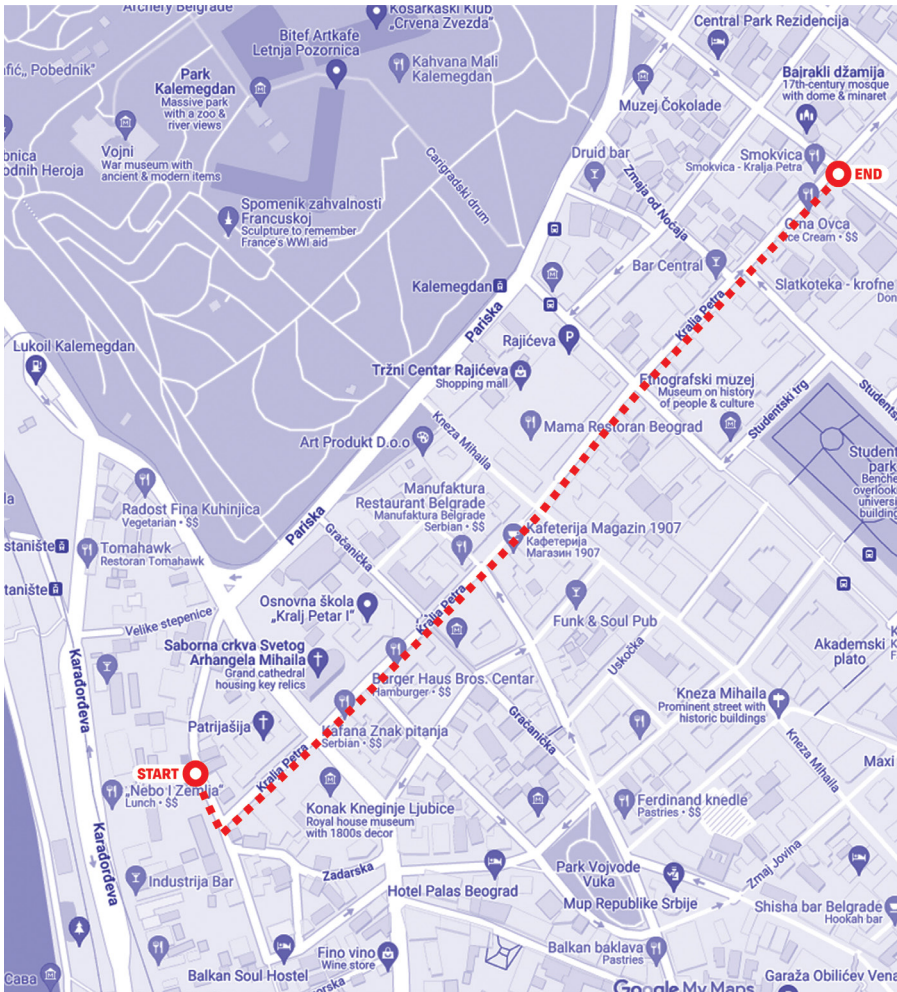 Archery Belgrade
Košarkaški Klub
„Crvena Zvezda"
Central Park Rezidencija
Bitef Artkafe
Letnja Pozornica
Kahvana Mali
Kalemegdan
„Pobednik"
Park
Kalemegdan
Massive park
with a zoo &
river views
Bajrakli džamija
17th-century mosque
with dome & minaret
Muzej Čokolade
Vojni
War museum with
ancient & modern items
odnih Heroja
Carigradski drum
Druid bar
Smokvica
Smokvica - Kralja Petra
END
Zmaja od Noćaja
Spomenik zahvalnosti
Francuskoj
Sculpture to remember
France's WWI aid
Crna Ovca
Ice Cream • $$
Bar Central
Kalemegdan
Slatkoteka - krofne
Pariska
Kralja Petra
Rajićeva
P
Lukoil Kalemegdan
Tržni Centar Rajićeva
Shopping mall
Etnografski muzej
Museum on history
of people & culture
Studentski trg
Kneza Mihaila
Mama Restoran Beograd
Art Produkt D.o.o
Manufaktura
Restaurant Belgrade
Manufaktura Belgrade
Serbian • $$
Radost Fina Kuhinjica
Vegetarian • $$
Pariska
Gračanička
Kafeterija Magazin 1907
Кафетерија
Магазин 1907
stanište
Tomahawk
Restoran Tomahawk
tanište
Osnovna škola
„Kralj Petar I"
Kralja Petra
Funk & Soul Pub
Velike stepenice
Uskočka
Akademski
plato
Saborna crkva Svetog
Arhangela Mihaila
Grand cathedral
housing key relics
Karađorđeva
Burger Haus Bros. Centar
Hamburger • $$
Kneza Mihaila
Prominent street with
historic buildings
Patrijašija
Kafana Znak pitanja
Serbian • $$
Gračanička
Kneza Mihaila
Kralja Petra
START
Maxi
„Nebo I Zemlja"
Lunch • $$
Konak Kneginje Ljubice
Royal house museum
with 1800s decor
Ferdinand knedle
Pastries • $$
Karađorđeva
Zadarska
Park Vojvode
Vuka
Zmaj Jovina
Industrija Bar
Hotel Palas Beograd
Mup Republike Srbije
Shisha bar Belgrade
Hookah bar
Fino vino
Wine store
Balkan baklava
Pastries
Сава
Balkan Soul Hostel
Garaža Obilićev Vena
Google My Maps